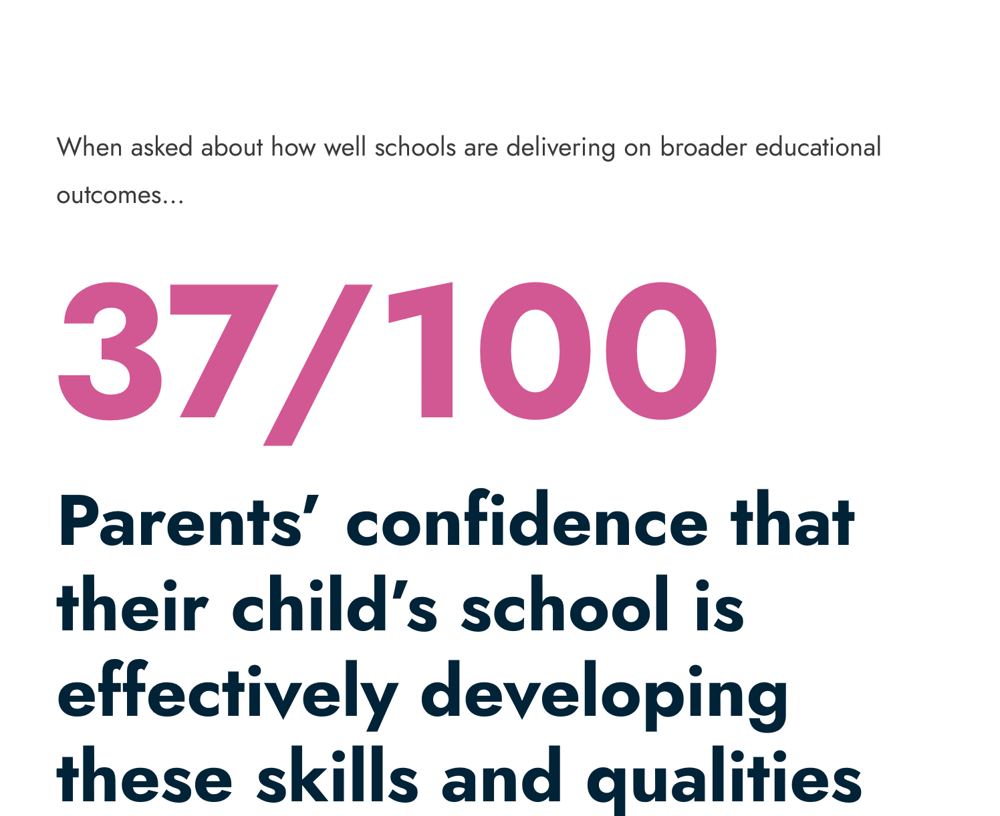 When asked about how well schools are delivering on broader educational
outcomes…
37/100
Parents’ confidence that
their child’s school is
effectively developing
these skills and qualities